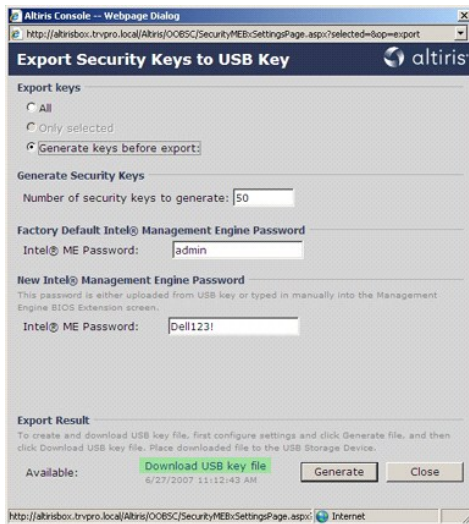 Altiris Console -- Webpage Dialog
http://altirisbox.trvpro.local/Altiris/OOBSC/SecurityMEBxSettingsPage.aspx?selected=&op=export
Export Security Keys to USB Key
altiris
Export keys
All
Only selected
Generate keys before export:
Generate Security Keys
Number of security keys to generate: 50
Factory Default Intel® Management Engine Password
Intel® ME Password: admin
New Intel® Management Engine Password
This password is either uploaded from USB key or typed in manually into the Management
Engine BIOS Extension screen.
Intel® ME Password: Dell123!
Export Result
To create and download USB key file, first configure settings and click Generate file, and then
click Download USB key file. Place downloaded file to the USB Storage Device.
Available: Download USB key file Generate Close
6/27/2007 11:12:43 AM
http://altirisbox.trvpro.local/Altiris/OOBSC/SecurityMEBxSettingsPage.aspx? Internet